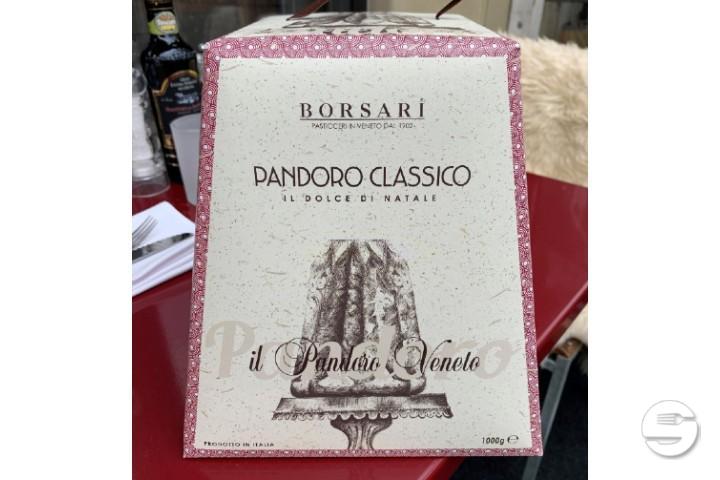 BORSARI
PASTICCERI IN VENETO DAL 1902
PANDORO CLASSICO
IL DOLCE DI NATALE
Pandoro
il Pandoro Veneto
PRODOTTO IN ITALIA
1000g e